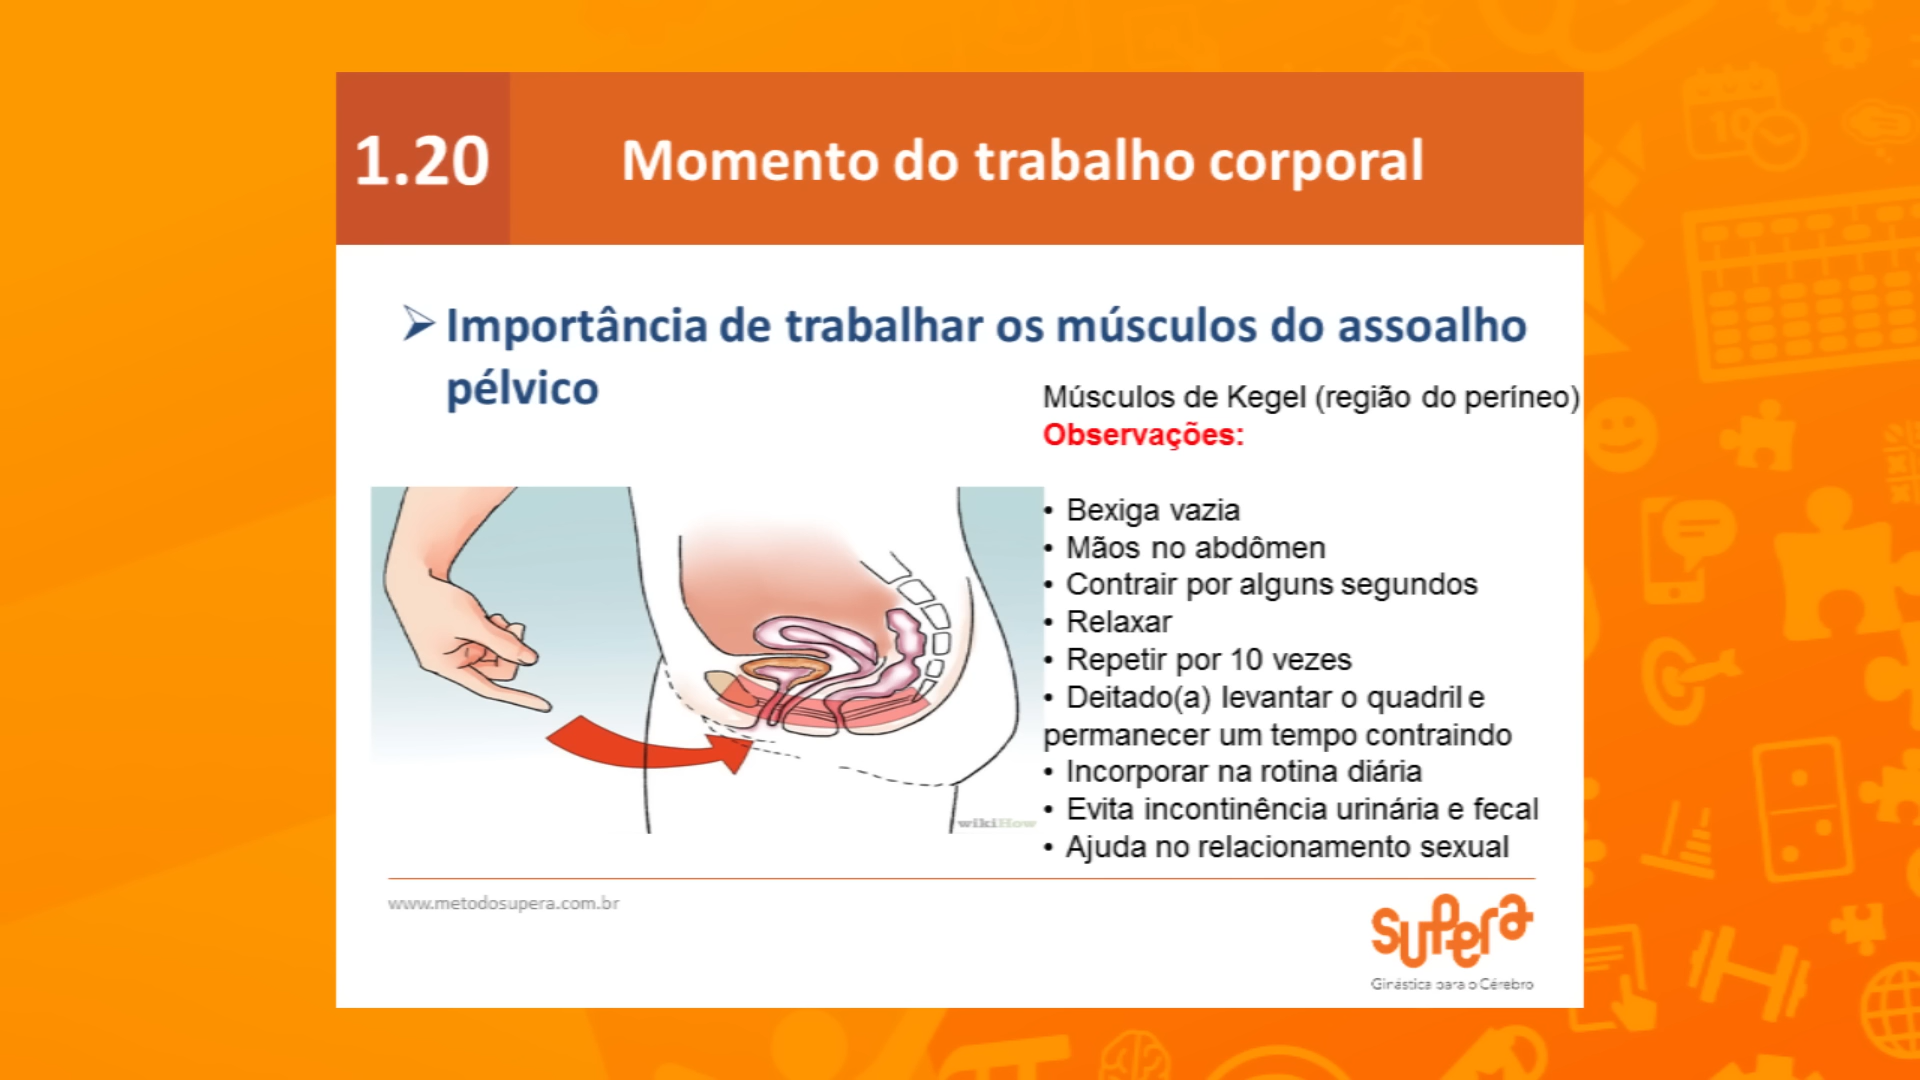 1.20
Momento do trabalho corporal
➢ Importância de trabalhar os músculos do assoalho
pélvico
Músculos de Kegel (região do períneo)
Observações:
• Bexiga vazia
• Mãos no abdômen
• Contrair por alguns segundos
• Relaxar
• Repetir por 10 vezes
• Deitado(a) levantar o quadril e
permanecer um tempo contraindo
• Incorporar na rotina diária
• Evita incontinência urinária e fecal
• Ajuda no relacionamento sexual
wikiHow
www.metodosupera.com.br
supera
Ginástica para o Cérebro
10